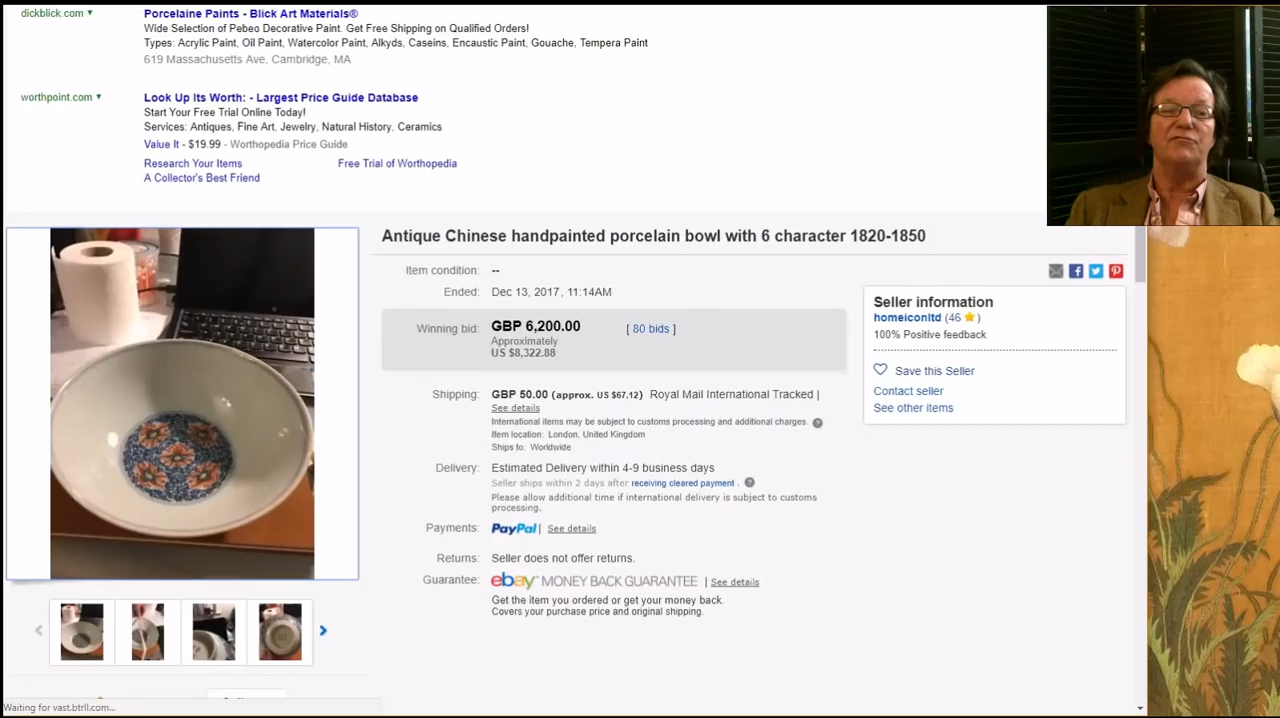 dickblick.com ▼
Porcelaine Paints - Blick Art Materials®
Wide Selection of Pebeo Decorative Paint. Get Free Shipping on Qualified Orders!
Types: Acrylic Paint, Oil Paint, Watercolor Paint, Alkyds, Caseins, Encaustic Paint, Gouache, Tempera Paint
619 Massachusetts Ave, Cambridge, MA
worthpoint.com ▼
Look Up Its Worth: - Largest Price Guide Database
Start Your Free Trial Online Today!
Services: Antiques, Fine Art, Jewelry, Natural History, Ceramics
Value It - $19.99 - Worthopedia Price Guide
Research Your Items
Free Trial of Worthopedia
A Collector's Best Friend
Antique Chinese handpainted porcelain bowl with 6 character 1820-1850
Item condition: --
Ended: Dec 13, 2017, 11:14AM
Winning bid: GBP 6,200.00 [ 80 bids ]
Approximately
US $8,322.88
Shipping: GBP 50.00 (approx. US $67.12) Royal Mail International Tracked |
See details
International items may be subject to customs processing and additional charges. ?
Item location: London, United Kingdom
Ships to: Worldwide
Delivery: Estimated Delivery within 4-9 business days
Seller ships within 2 days after receiving cleared payment . ?
Please allow additional time if international delivery is subject to customs
processing.
Payments: PayPal | See details
Returns: Seller does not offer returns.
Guarantee: ebay MONEY BACK GUARANTEE | See details
Get the item you ordered or get your money back.
Covers your purchase price and original shipping.
Seller information
homeiconltd (46 )
100% Positive feedback
Save this Seller
Contact seller
See other items
Waiting for vast.btrll.com...